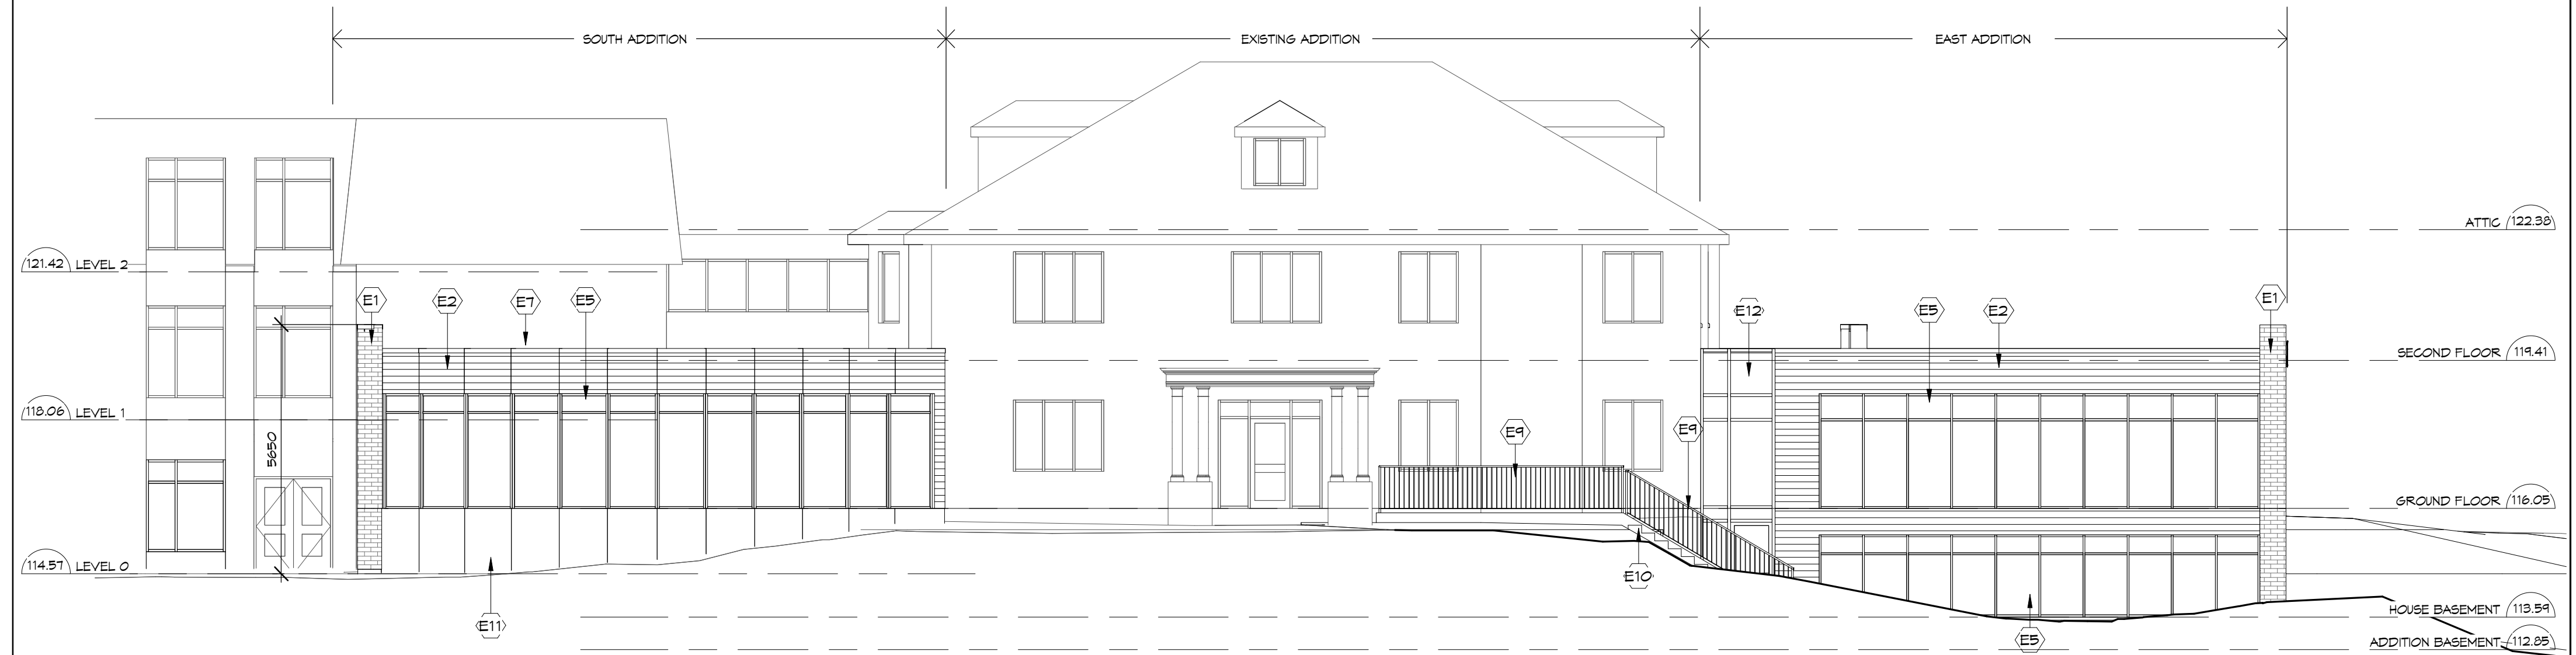 SOUTH ADDITION
EXISTING ADDITION
EAST ADDITION
ATTIC 122.38
121.42 LEVEL 2
E1
E2
E7
E5
E12
E5
E2
E1
SECOND FLOOR 119.41
118.06 LEVEL 1
5650
E9
E9
GROUND FLOOR 116.05
114.57 LEVEL 0
E10
E11
E5
HOUSE BASEMENT 113.59
ADDITION BASEMENT 112.85